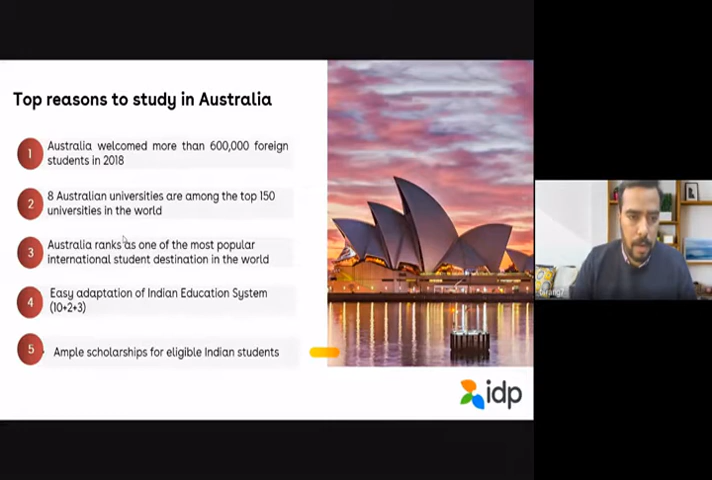 Top reasons to study in Australia
1
Australia welcomed more than 600,000 foreign
students in 2018
2
8 Australian universities are among the top 150
universities in the world
3
Australia ranks as one of the most popular
international student destination in the world
4
Easy adaptation of Indian Education System
(10+2+3)
5
Ample scholarships for eligible Indian students
idp